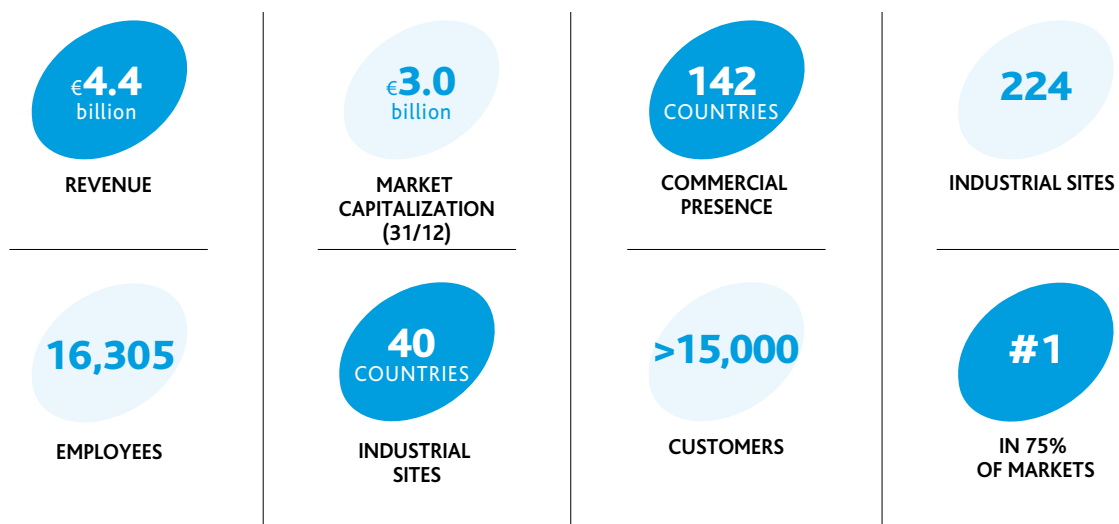 €4.4
billion
REVENUE
€3.0
billion
MARKET
CAPITALIZATION
(31/12)
142
COUNTRIES
COMMERCIAL
PRESENCE
224
INDUSTRIAL SITES
16,305
EMPLOYEES
40
COUNTRIES
INDUSTRIAL
SITES
>15,000
CUSTOMERS
#1
IN 75%
OF MARKETS